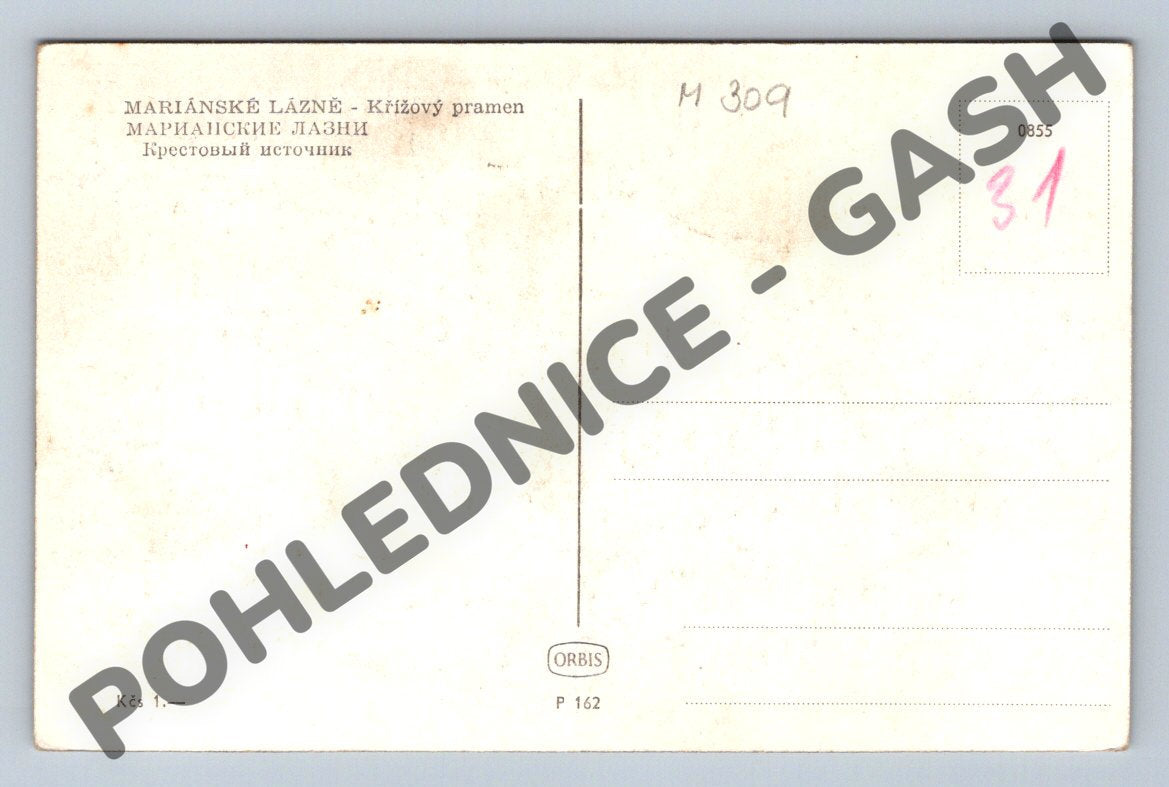 MARIÁNSKÉ LÁZNĚ - Křížový pramen
МАРИАНСКИЕ ЛАЗНИ
Крестовый источник
M 309
0855
31
POHLEDNICE - GASH
ORBIS
Kčs 1.—
P 162